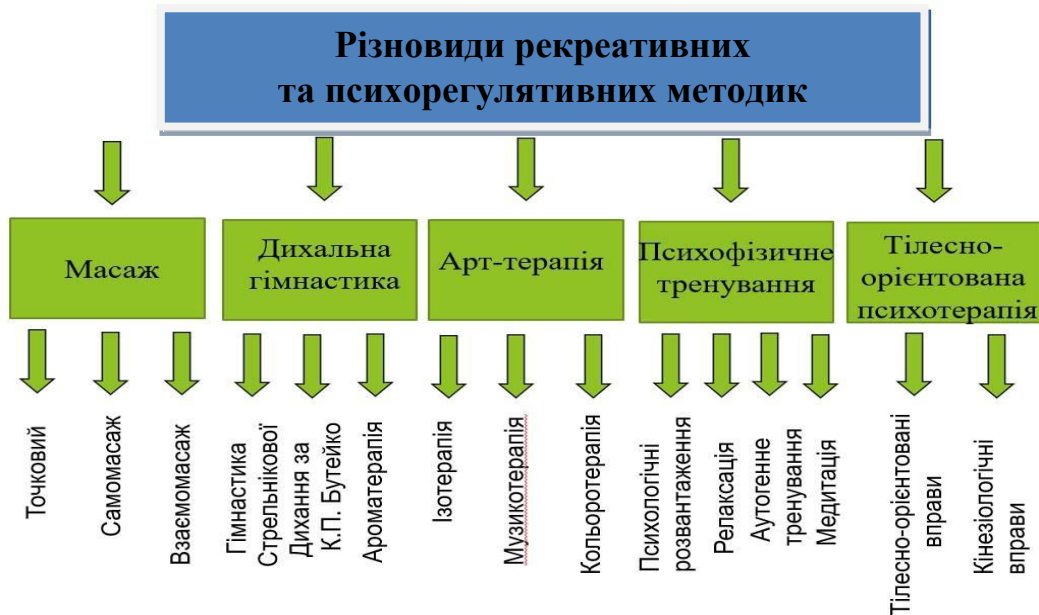 Різновиди рекреативних
та психорегулятивних методик
Масаж
Дихальна
гімнастика
Арт-терапія
Психофізичне
тренування
Тілесно-
орієнтована
психотерапія
Точковий
Самомасаж
Взаємомасаж
Гімнастика
Стрельнікової
Дихання за
К.П. Бутейко
Ароматерапія
Ізотерапія
Музикотерапія
Кольоротерапія
Психологічні
розвантаження
Релаксація
Аутогенне
тренування
Медитація
Тілесно-орієнтовані
вправи
Кінезіологічні
вправи